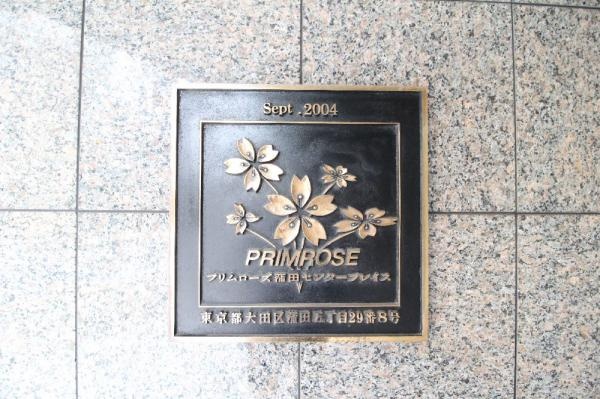 Sept .2004
PRIMROSE
プリムローズ蒲田センタープレイス
東京都大田区蒲田五丁目29番8号